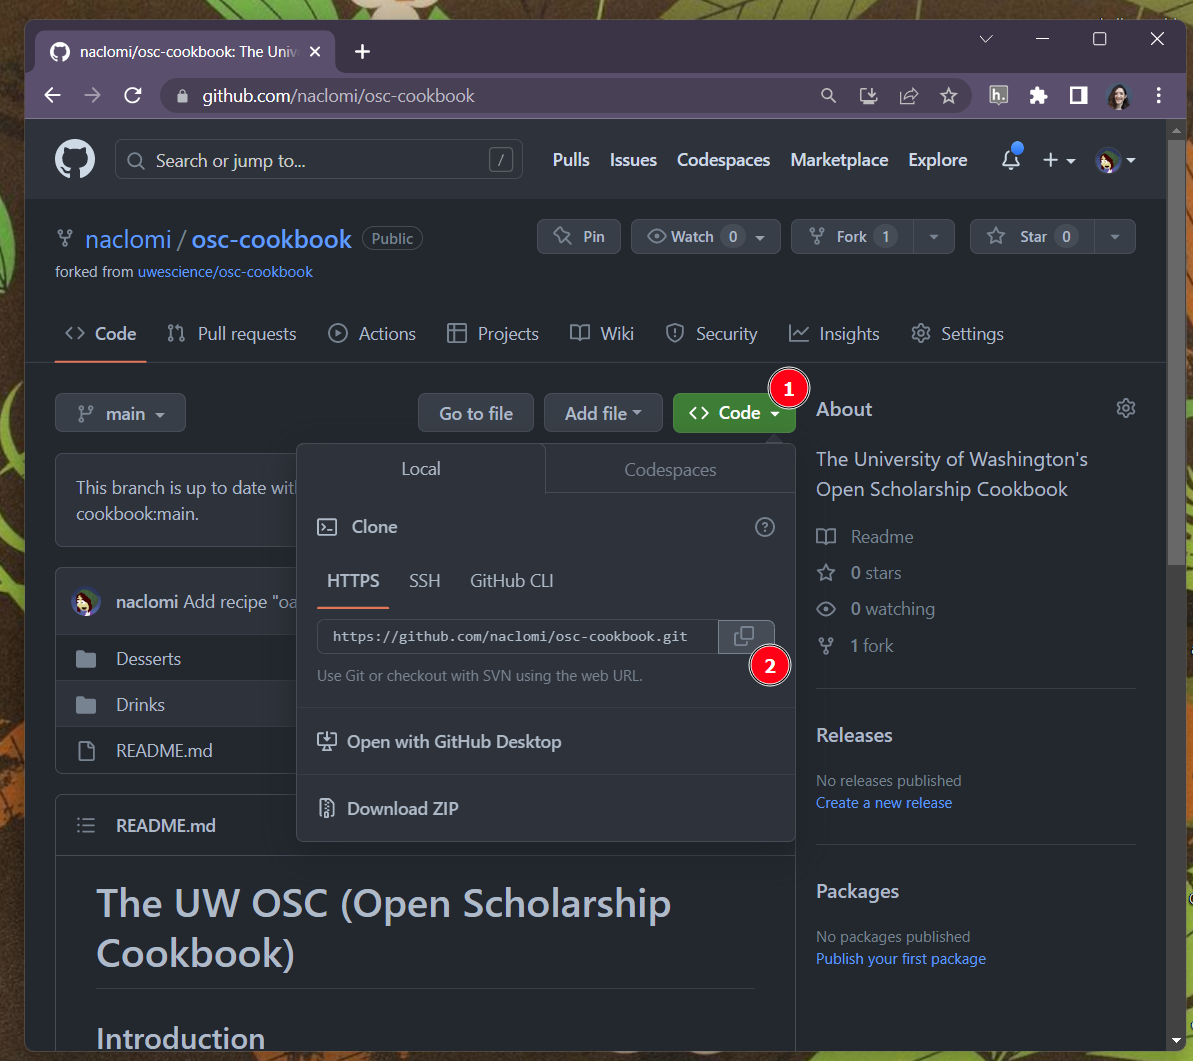 naclomi/osc-cookbook: The Univ
github.com/naclomi/osc-cookbook
h.
Search or jump to...
/
Pulls
Issues
Codespaces
Marketplace
Explore
naclomi / osc-cookbook
Public
Pin
Watch 0
Fork 1
Star 0
forked from uwescience/osc-cookbook
Code
Pull requests
Actions
Projects
Wiki
Security
Insights
Settings
1
main
Go to file
Add file
<> Code
About
Local
Codespaces
The University of Washington's
Open Scholarship Cookbook
This branch is up to date with
cookbook:main.
Clone
?
Readme
HTTPS
SSH
GitHub CLI
0 stars
naclomi Add recipe "oa
0 watching
https://github.com/naclomi/osc-cookbook.git
2
1 fork
Use Git or checkout with SVN using the web URL.
Desserts
Drinks
README.md
Open with GitHub Desktop
Releases
No releases published
Create a new release
Download ZIP
README.md
Packages
The UW OSC (Open Scholarship
Cookbook)
No packages published
Publish your first package
Introduction